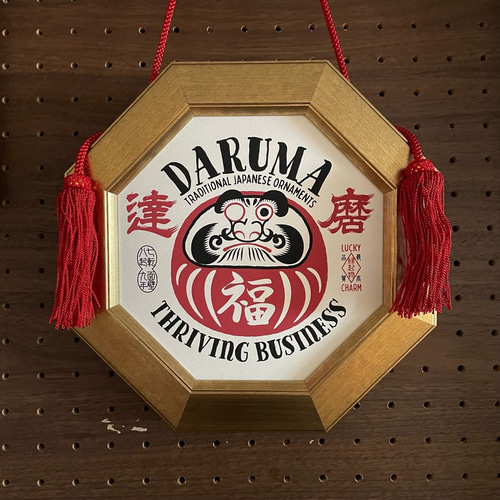 DARUMA
TRADITIONAL JAPANESE ORNAMENTS
達 磨
福
LUCKY
CHARM
THRIVING BUSINESS